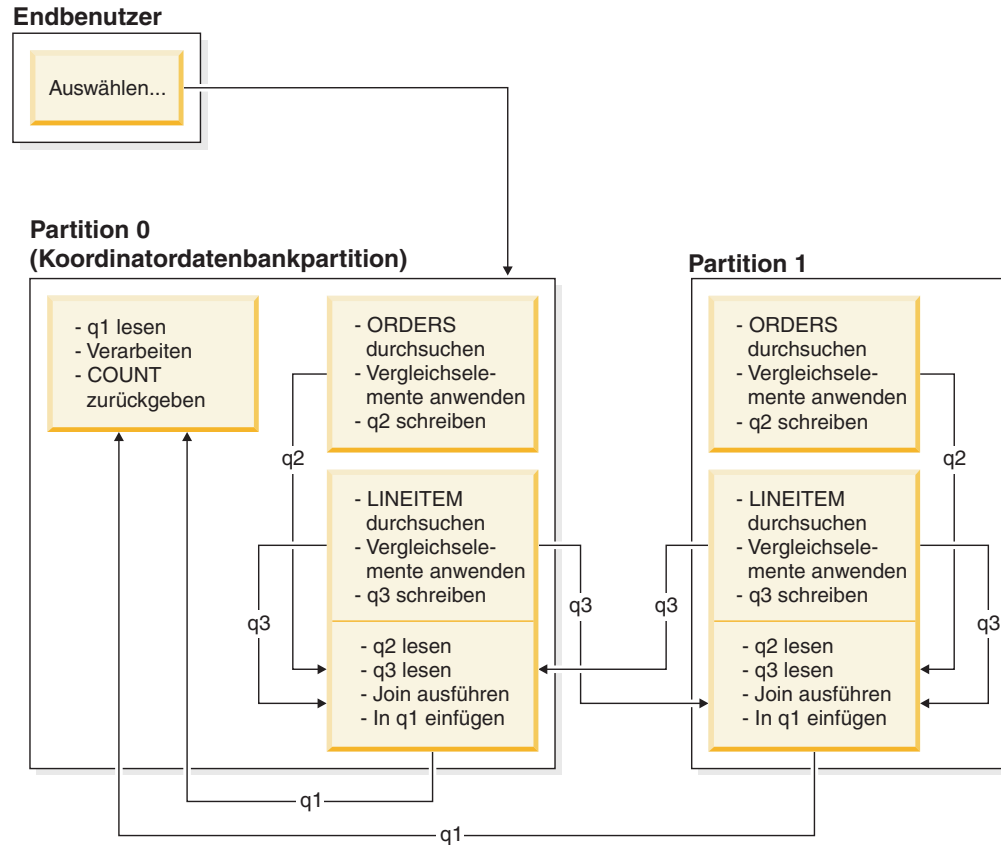 Endbenutzer
Auswählen...
Partition 0
(Koordinatordatenbankpartition)
- q1 lesen
- Verarbeiten
- COUNT
zurückgeben
- ORDERS
durchsuchen
- Vergleichsele-
mente anwenden
- q2 schreiben
q2
- LINEITEM
durchsuchen
- Vergleichsele-
mente anwenden
- q3 schreiben
q3
q3
- q2 lesen
- q3 lesen
- Join ausführen
- In q1 einfügen
q1
Partition 1
- ORDERS
durchsuchen
- Vergleichsele-
mente anwenden
- q2 schreiben
q2
- LINEITEM
durchsuchen
- Vergleichsele-
mente anwenden
- q3 schreiben
q3
q3
- q2 lesen
- q3 lesen
- Join ausführen
- In q1 einfügen
q1